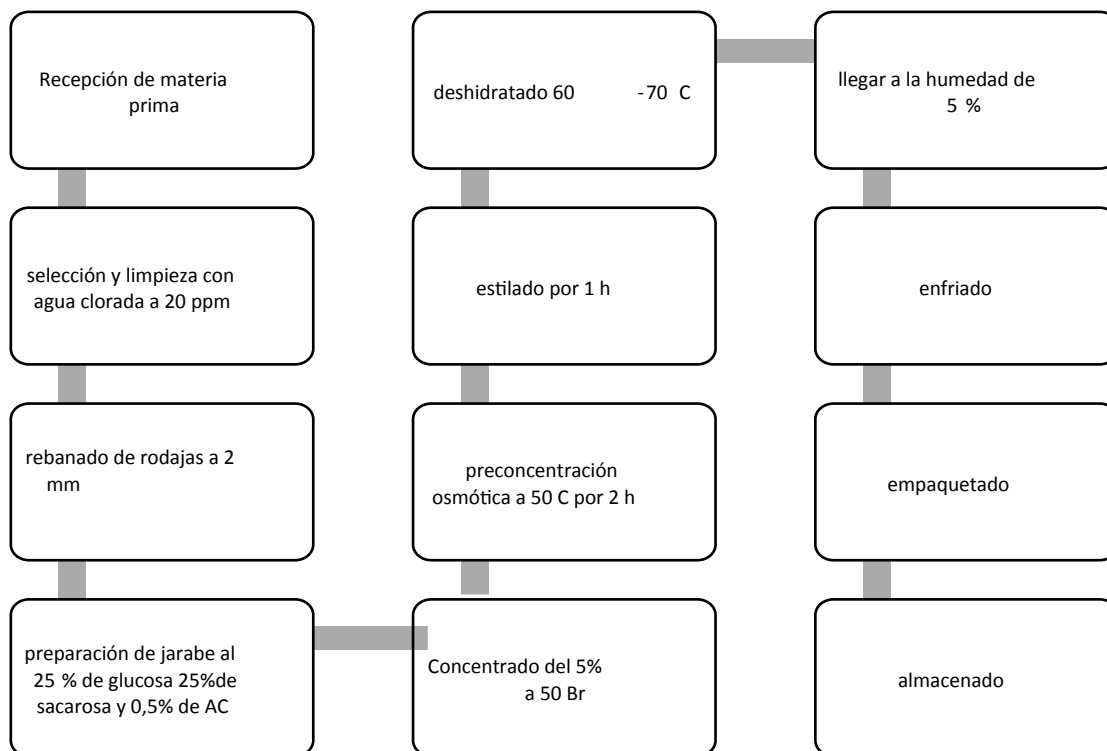 Recepción de materia
prima
selección y limpieza con
agua clorada a 20 ppm
rebanado de rodajas a 2
mm
preparación de jarabe al
25 % de glucosa 25%de
sacarosa y 0,5% de AC
Concentrado del 5%
a 50 Br
preconcentración
osmótica a 50 C por 2 h
estilado por 1 h
deshidratado 60 -70 C
llegar a la humedad de
5 %
enfriado
empaquetado
almacenado